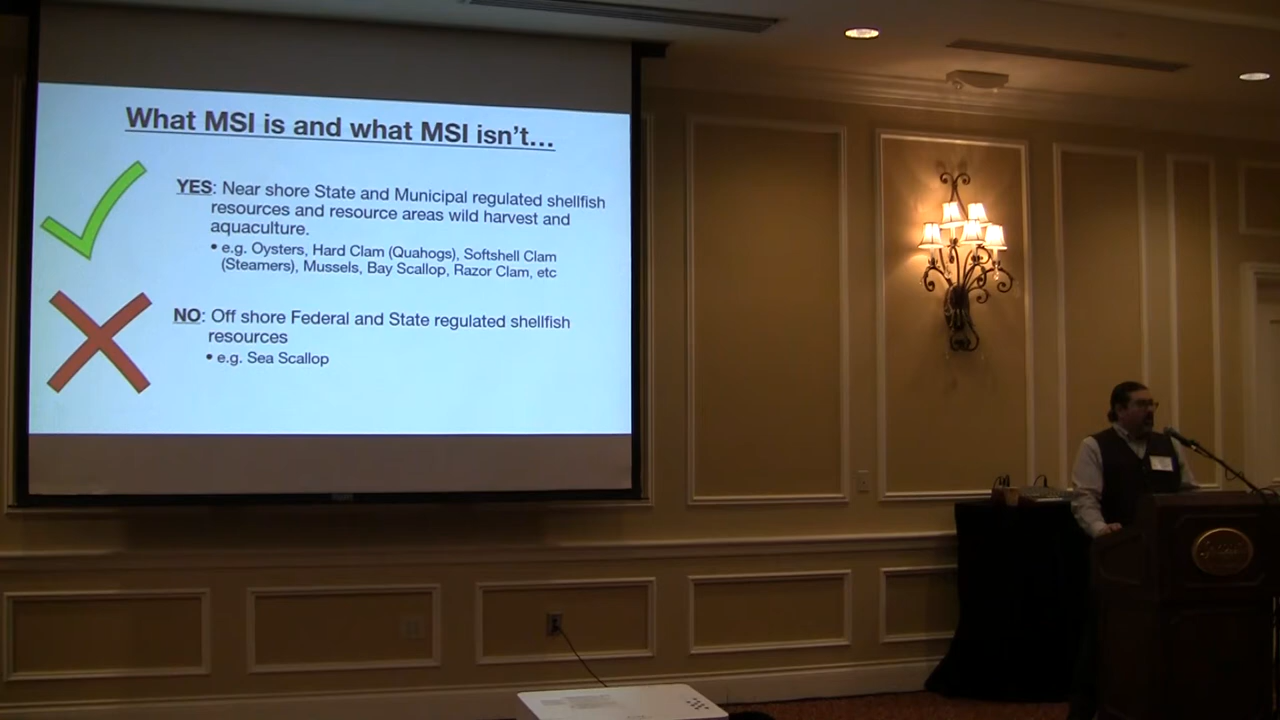 What MSI is and what MSI isn't...
YES: Near shore State and Municipal regulated shellfish
resources and resource areas wild harvest and
aquaculture.
• e.g. Oysters, Hard Clam (Quahogs), Softshell Clam
(Steamers), Mussels, Bay Scallop, Razor Clam, etc
NO: Off shore Federal and State regulated shellfish
resources
• e.g. Sea Scallop